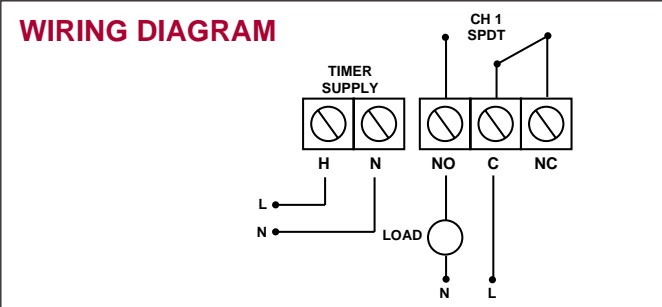 WIRING DIAGRAM
CH 1
SPDT
TIMER
SUPPLY
H N NO C NC
L
N
LOAD
N L